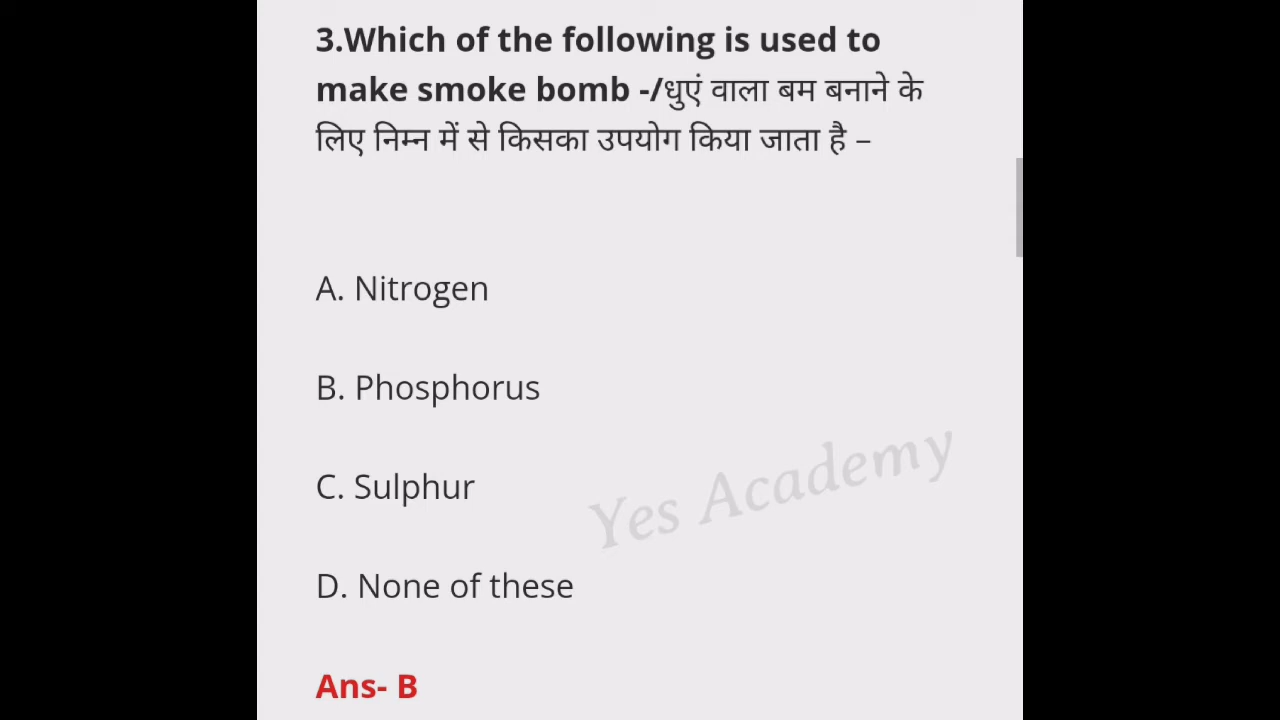 3.Which of the following is used to
make smoke bomb -/धुएं वाला बम बनाने के
लिए निम्न में से किसका उपयोग किया जाता है –
A. Nitrogen
B. Phosphorus
C. Sulphur
Yes Academy
D. None of these
Ans- B